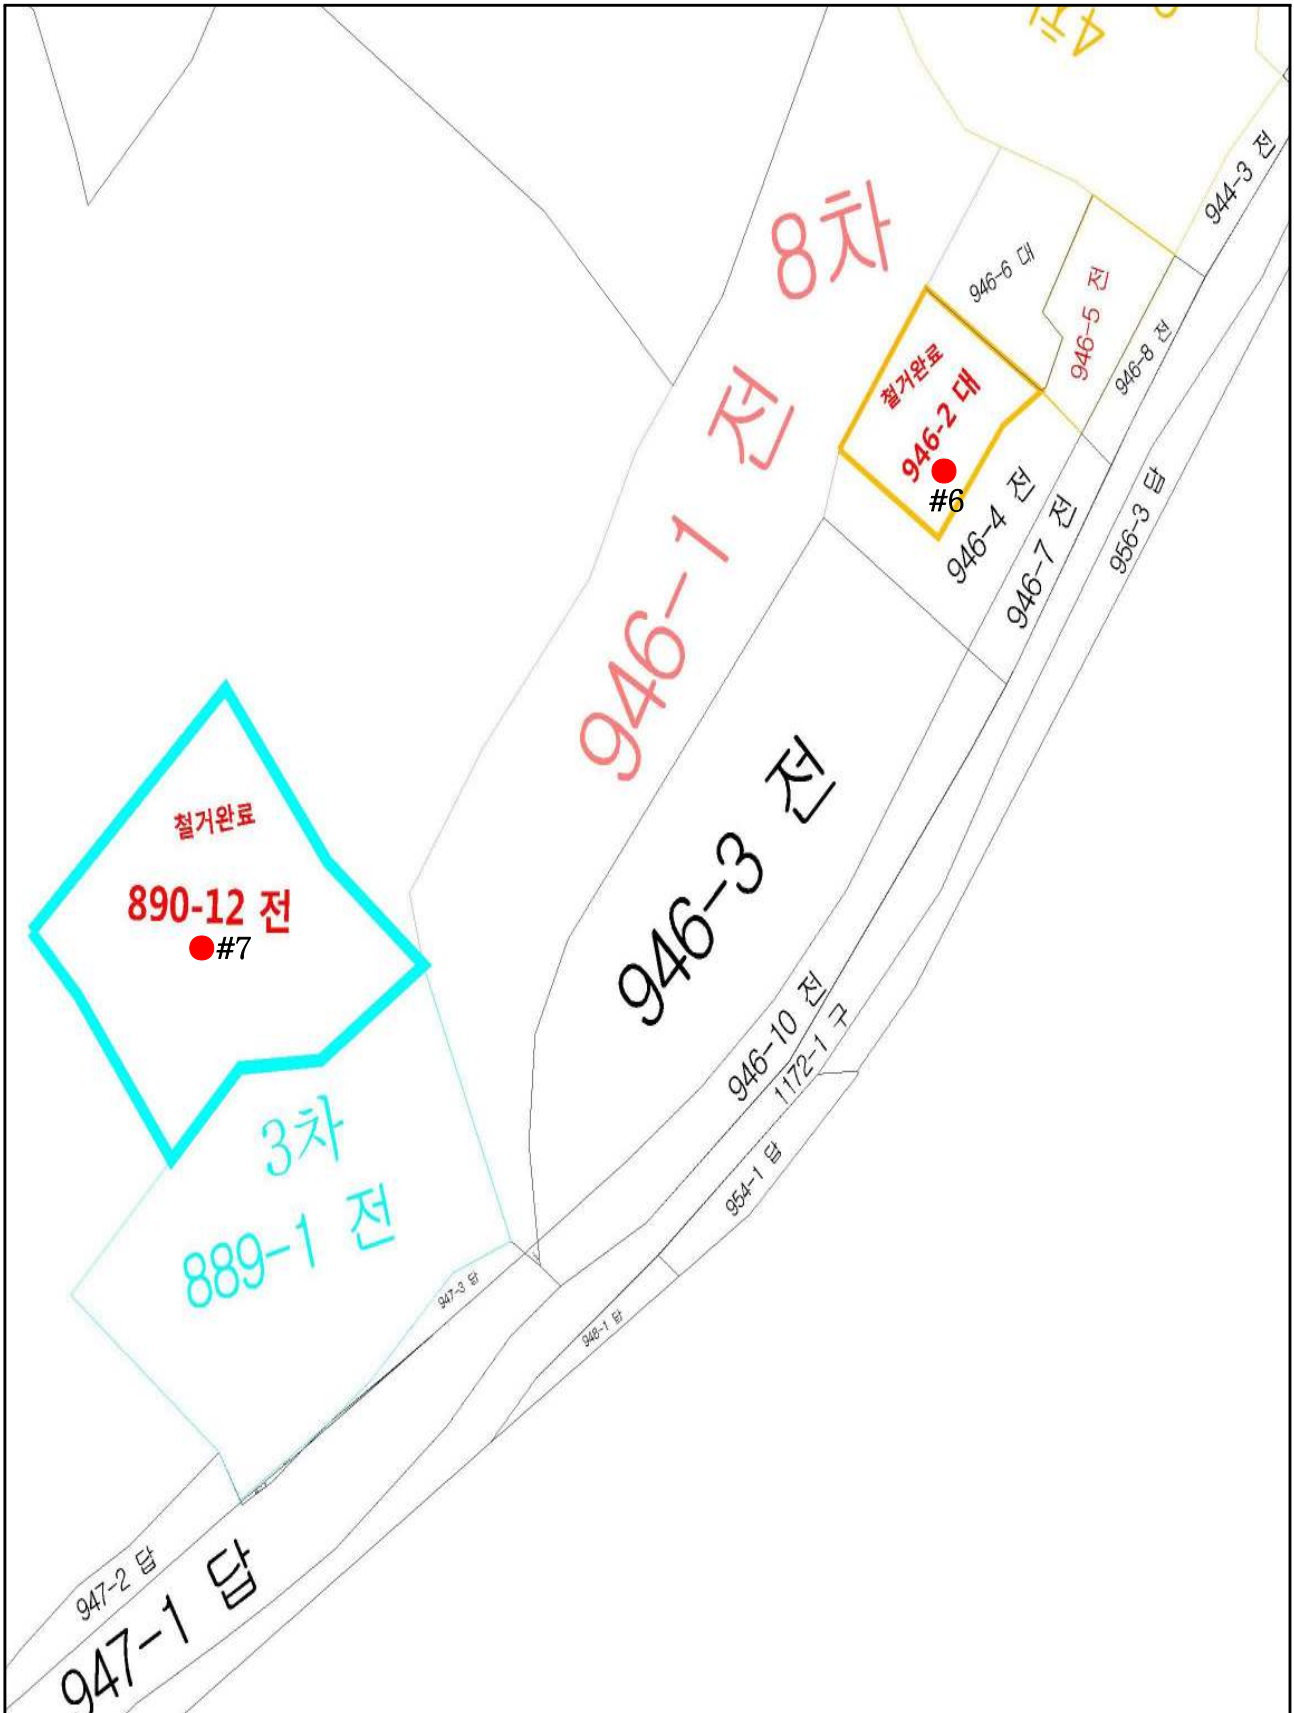 4차
944-3 전
8차
946-6 대
946-5 전
946-8 전
철거완료
946-2 대
#6
전
946-1
946-4 전
946-7 전
956-3 답
946-3 전
철거완료
890-12 전
#7
946-10 전
1172-1 구
3차
889-1 전
954-1 답
947-3 답
948-1 답
947-2 답
947-1 답